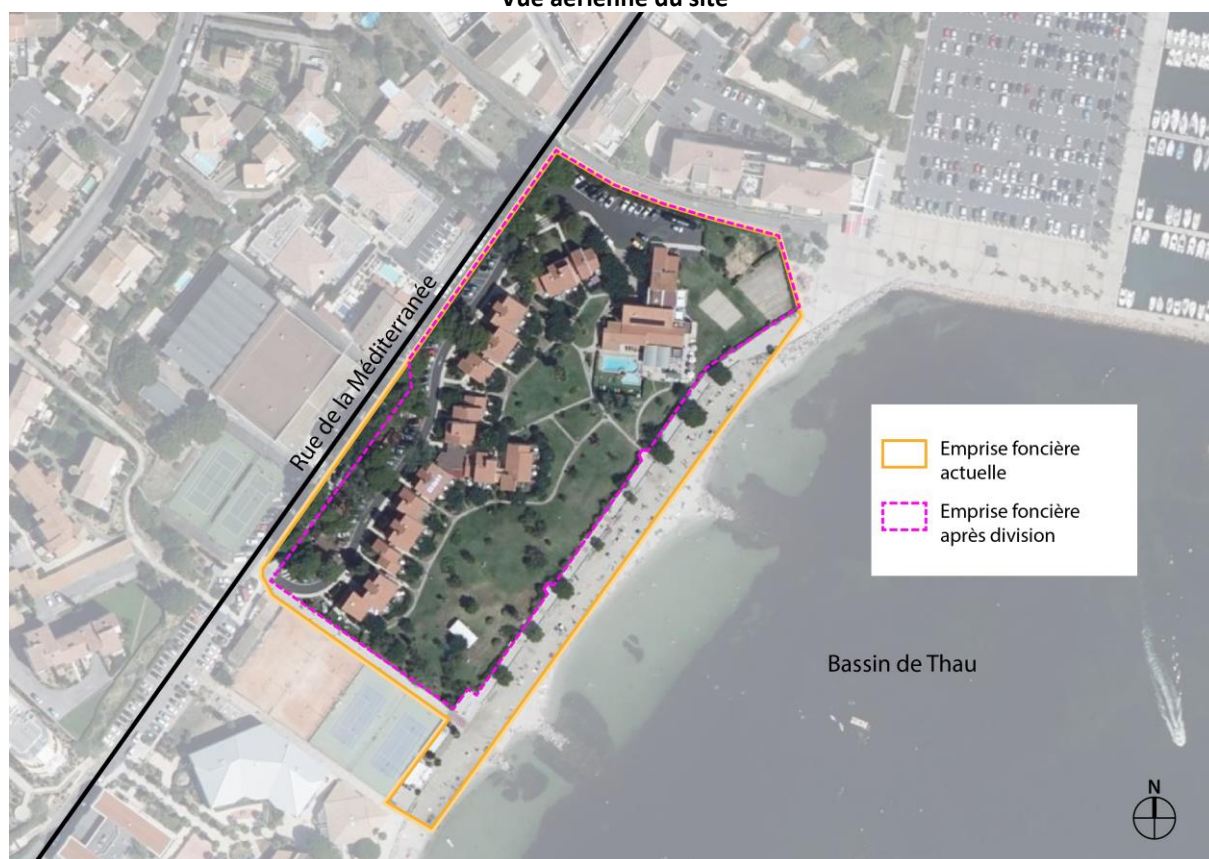 Vue aérienne du site
Rue de la Méditerranée
Emprise foncière
actuelle
Emprise foncière
après division
Bassin de Thau
N